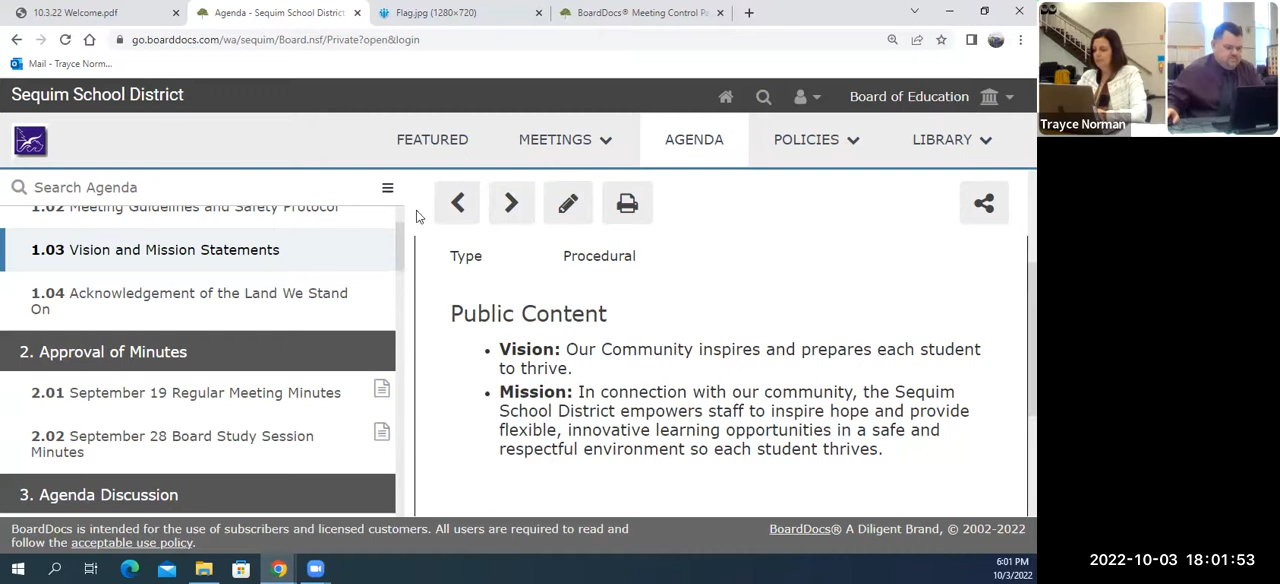 10.3.22 Welcome.pdf
Agenda - Sequim School District
Flag.jpg (1280×720)
BoardDocs® Meeting Control Pa
go.boarddocs.com/wa/sequim/Board.nsf/Private?open&login
Mail - Trayce Norm...
Sequim School District
Board of Education
FEATURED
MEETINGS
AGENDA
POLICIES
LIBRARY
Search Agenda
1.02 Meeting Guidelines and Safety Protocol
1.03 Vision and Mission Statements
1.04 Acknowledgement of the Land We Stand
On
2. Approval of Minutes
2.01 September 19 Regular Meeting Minutes
2.02 September 28 Board Study Session
Minutes
3. Agenda Discussion
Type Procedural
Public Content
• Vision: Our Community inspires and prepares each student
to thrive.
• Mission: In connection with our community, the Sequim
School District empowers staff to inspire hope and provide
flexible, innovative learning opportunities in a safe and
respectful environment so each student thrives.
BoardDocs is intended for the use of subscribers and licensed customers. All users are required to read and
follow the acceptable use policy.
BoardDocs® A Diligent Brand, © 2002-2022
6:01 PM
10/3/2022
Trayce Norman
2022-10-03 18:01:53